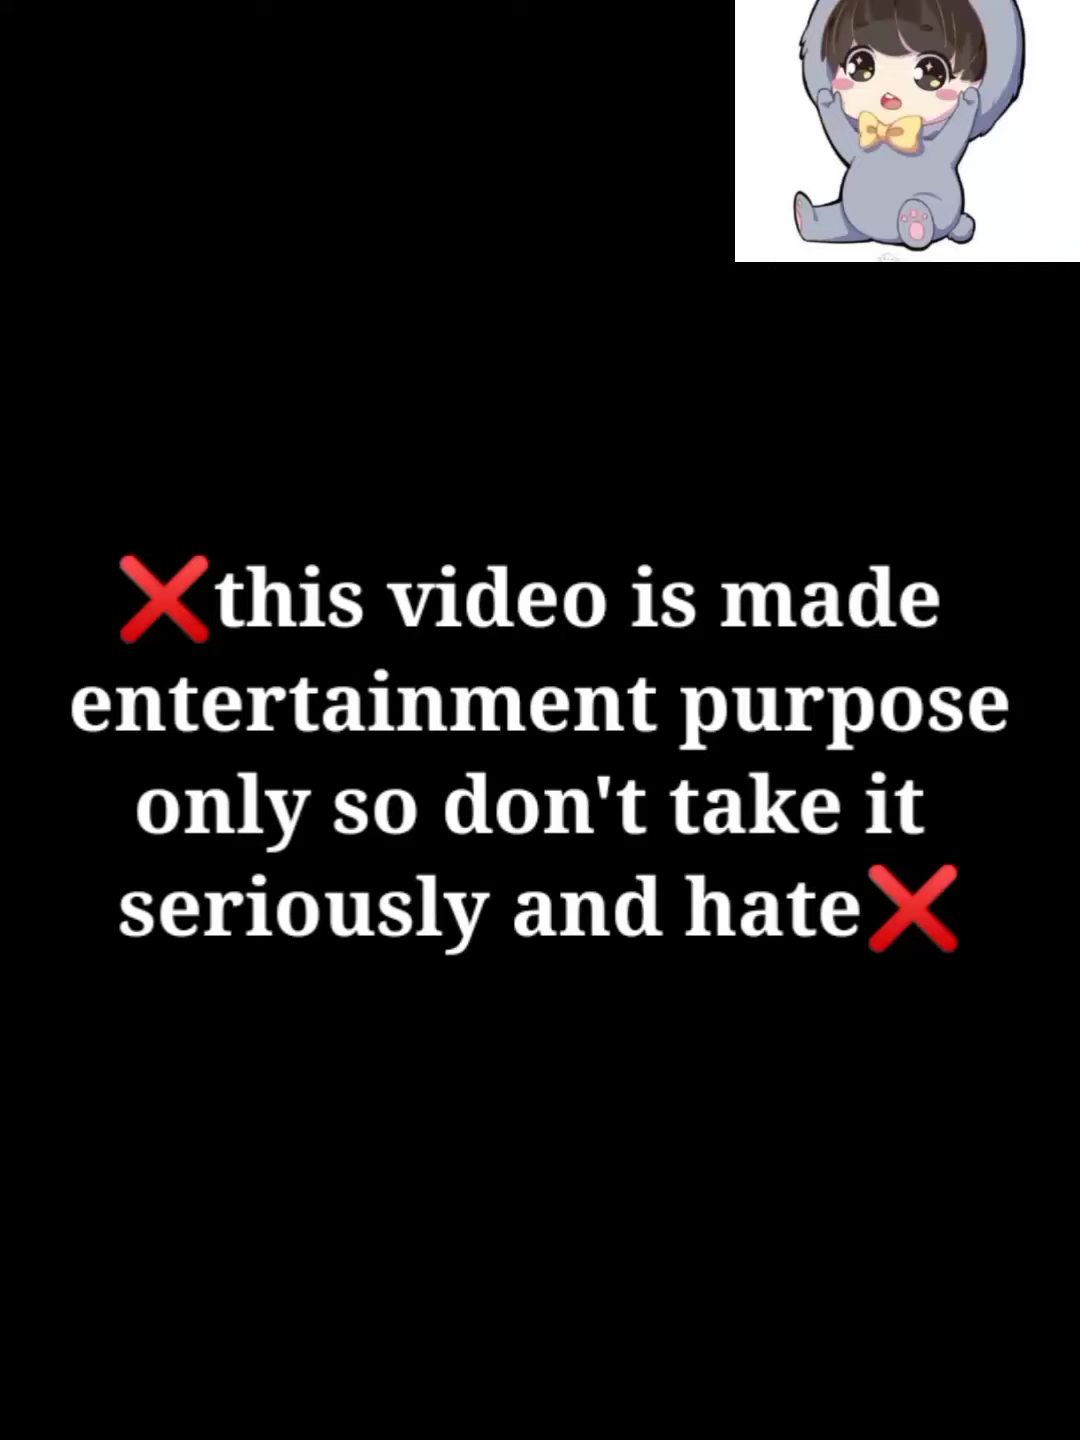 ❌this video is made
entertainment purpose
only so don't take it
seriously and hate❌